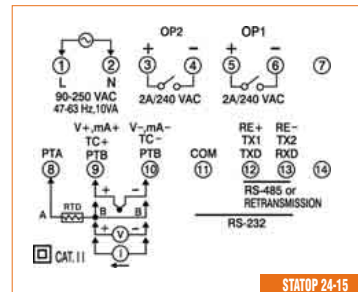 OP2 OP1
+ − + −
1 2 3 4 5 6 7
L N
90-250 VAC
47-63 Hz,10VA
2A/240 VAC 2A/240 VAC
V+,mA+ V−,mA− RE+ RE−
TC+ TC− TX1 TX2
PTA PTB PTB COM TXD RXD
8 9 10 11 12 13 14
RS-485 or
RETRANSMISSION
RS-232
A RTD B B
+ −
+ V −
I
CAT. II
STATOP 24-15